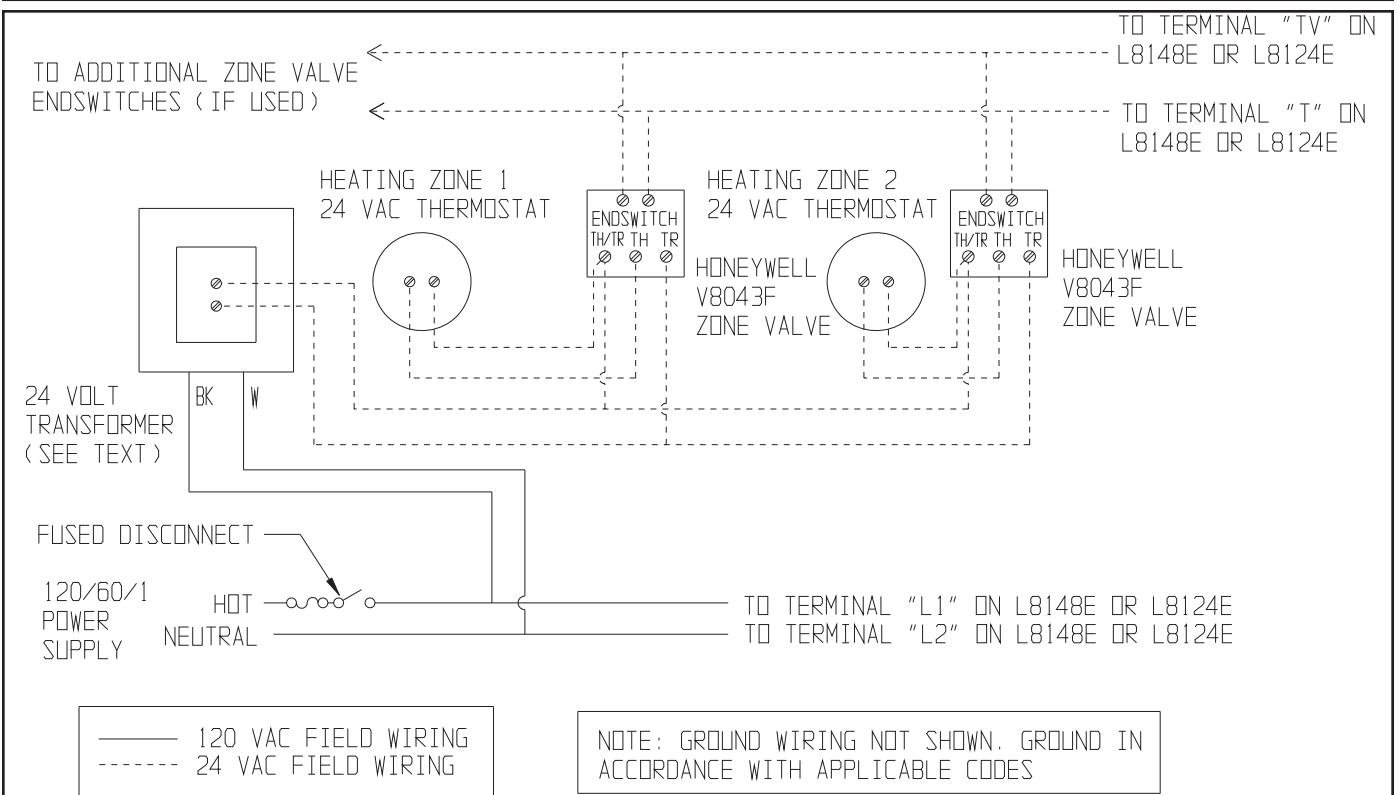 TO TERMINAL "TV" ON
L8148E OR L8124E
TO ADDITIONAL ZONE VALVE
ENDSWITCHES (IF USED)
TO TERMINAL "T" ON
L8148E OR L8124E
HEATING ZONE 1
24 VAC THERMOSTAT
HEATING ZONE 2
24 VAC THERMOSTAT
ENDSWITCH
TH/TR TH TR
ENDSWITCH
TH/TR TH TR
HONEYWELL
V8043F
ZONE VALVE
HONEYWELL
V8043F
ZONE VALVE
24 VOLT
TRANSFORMER
(SEE TEXT)
BK
W
FUSED DISCONNECT
120/60/1
POWER
SUPPLY
HOT
NEUTRAL
TO TERMINAL "L1" ON L8148E OR L8124E
TO TERMINAL "L2" ON L8148E OR L8124E
120 VAC FIELD WIRING
24 VAC FIELD WIRING
NOTE: GROUND WIRING NOT SHOWN. GROUND IN
ACCORDANCE WITH APPLICABLE CODES